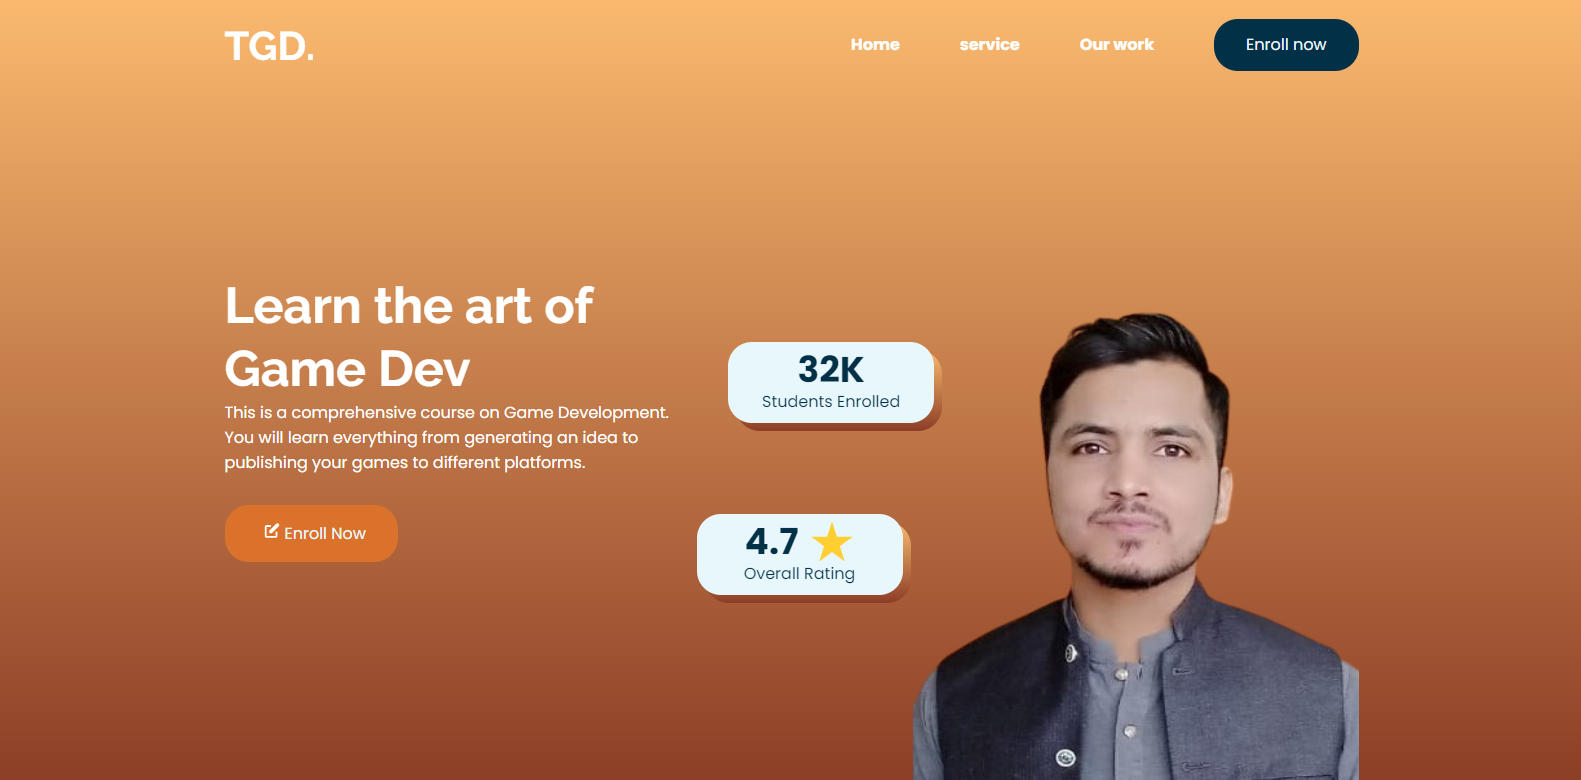 TGD.
Home
service
Our work
Enroll now
Learn the art of
Game Dev
This is a comprehensive course on Game Development.
You will learn everything from generating an idea to
publishing your games to different platforms.
Enroll Now
32K
Students Enrolled
4.7
Overall Rating